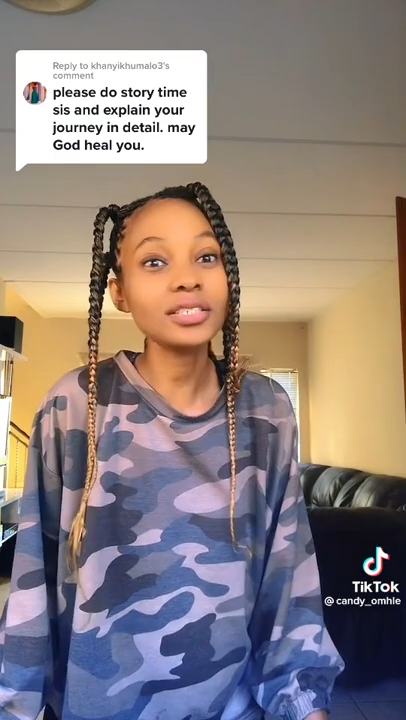 Reply to khanyikhumalo3's
comment
please do story time
sis and explain your
journey in detail. may
God heal you.
TikTok
@candy_omhle